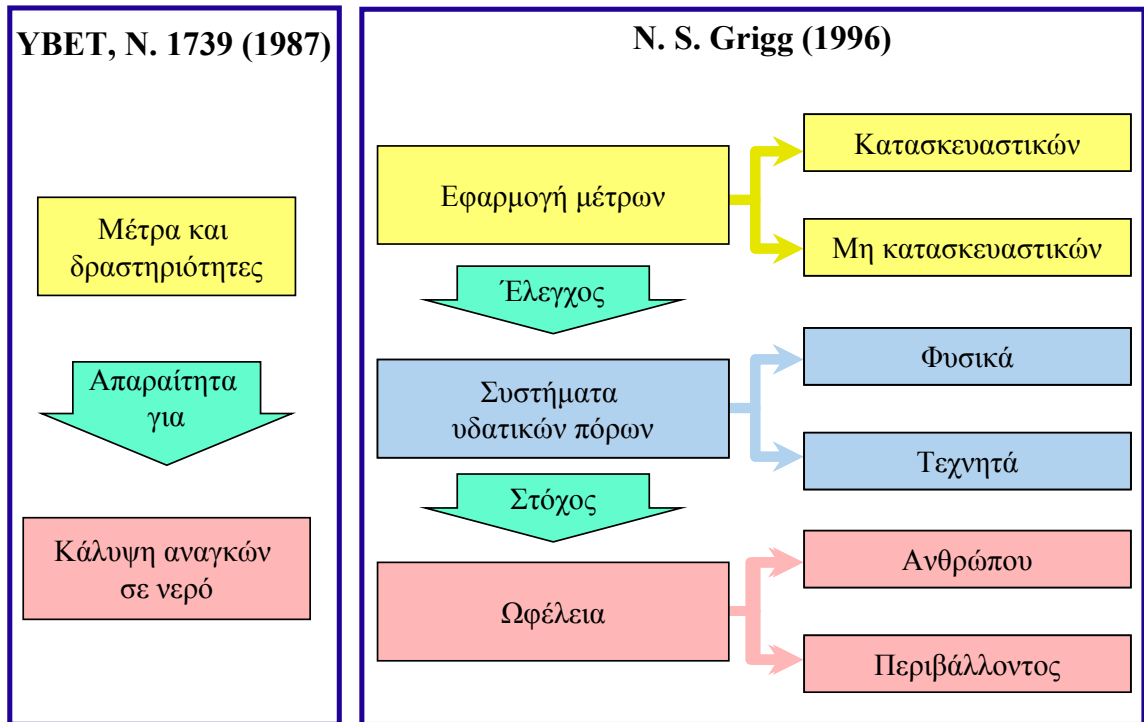 ΥΒΕΤ, Ν. 1739 (1987)
Μέτρα και
δραστηριότητες
Απαραίτητα
για
Κάλυψη αναγκών
σε νερό
N. S. Grigg (1996)
Εφαρμογή μέτρων
Κατασκευαστικών
Μη κατασκευαστικών
Έλεγχος
Συστήματα
υδατικών πόρων
Φυσικά
Τεχνητά
Στόχος
Ωφέλεια
Ανθρώπου
Περιβάλλοντος